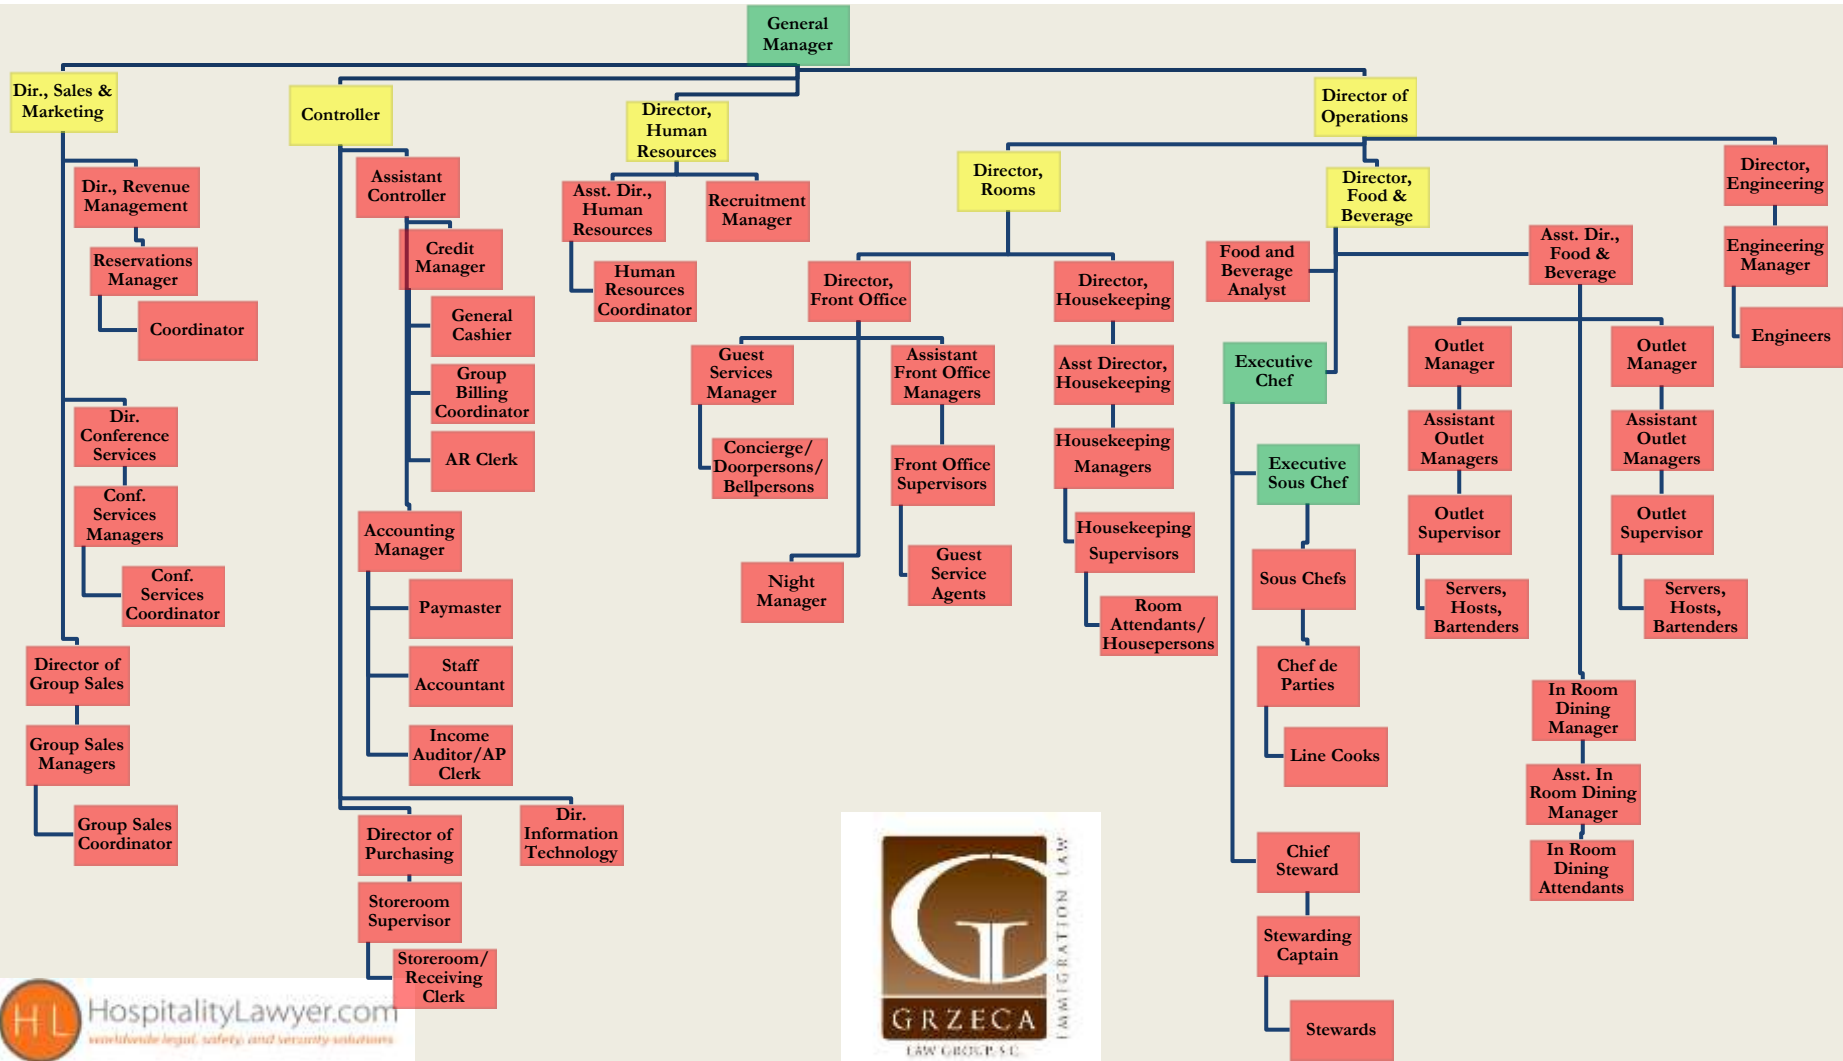 General
Manager
Dir., Sales &
Marketing
Controller
Director,
Human
Resources
Director of
Operations
Dir., Revenue
Management
Reservations
Manager
Coordinator
Dir.
Conference
Services
Conf.
Services
Managers
Conf.
Services
Coordinator
Director of
Group Sales
Group Sales
Managers
Group Sales
Coordinator
Assistant
Controller
Credit
Manager
General
Cashier
Group
Billing
Coordinator
AR Clerk
Accounting
Manager
Paymaster
Staff
Accountant
Income
Auditor/AP
Clerk
Director of
Purchasing
Dir.
Information
Technology
Storeroom
Supervisor
Storeroom/
Receiving
Clerk
Asst. Dir.,
Human
Resources
Recruitment
Manager
Human
Resources
Coordinator
Director,
Rooms
Director,
Food &
Beverage
Director,
Engineering
Director,
Front Office
Director,
Housekeeping
Guest
Services
Manager
Assistant
Front Office
Managers
Concierge/
Doorpersons/
Bellpersons
Front Office
Supervisors
Night
Manager
Guest
Service
Agents
Asst Director,
Housekeeping
Housekeeping
Managers
Housekeeping
Supervisors
Room
Attendants/
Housepersons
Food and
Beverage
Analyst
Asst. Dir.,
Food &
Beverage
Executive
Chef
Executive
Sous Chef
Sous Chefs
Chef de
Parties
Line Cooks
Chief
Steward
Stewarding
Captain
Stewards
Outlet
Manager
Assistant
Outlet
Managers
Outlet
Supervisor
Servers,
Hosts,
Bartenders
Outlet
Manager
Assistant
Outlet
Managers
Outlet
Supervisor
Servers,
Hosts,
Bartenders
In Room
Dining
Manager
Asst. In
Room Dining
Manager
In Room
Dining
Attendants
Engineering
Manager
Engineers
HL
HospitalityLawyer.com
worldwide legal, safety, and security solutions
G
GRZECA
LAW GROUP, S.C.
IMMIGRATION LAW